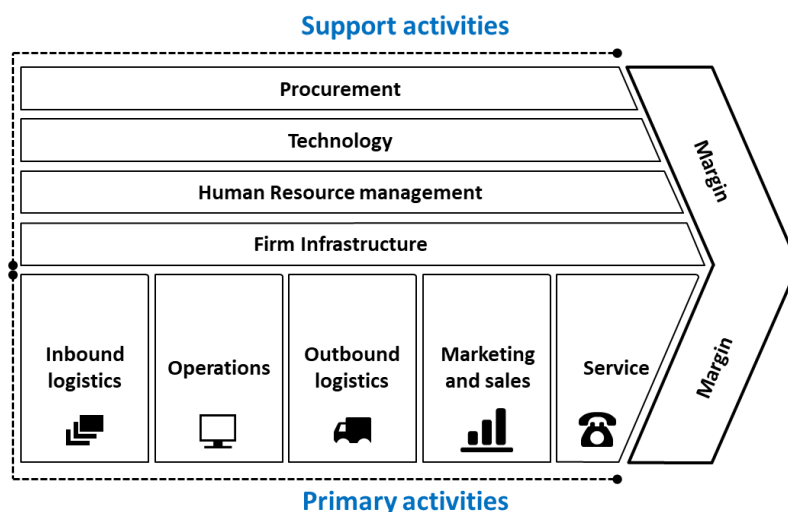 Support activities
Procurement
Technology
Human Resource management
Firm Infrastructure
Margin
Inbound
logistics
Operations
Outbound
logistics
Marketing
and sales
Service
Margin
Primary activities